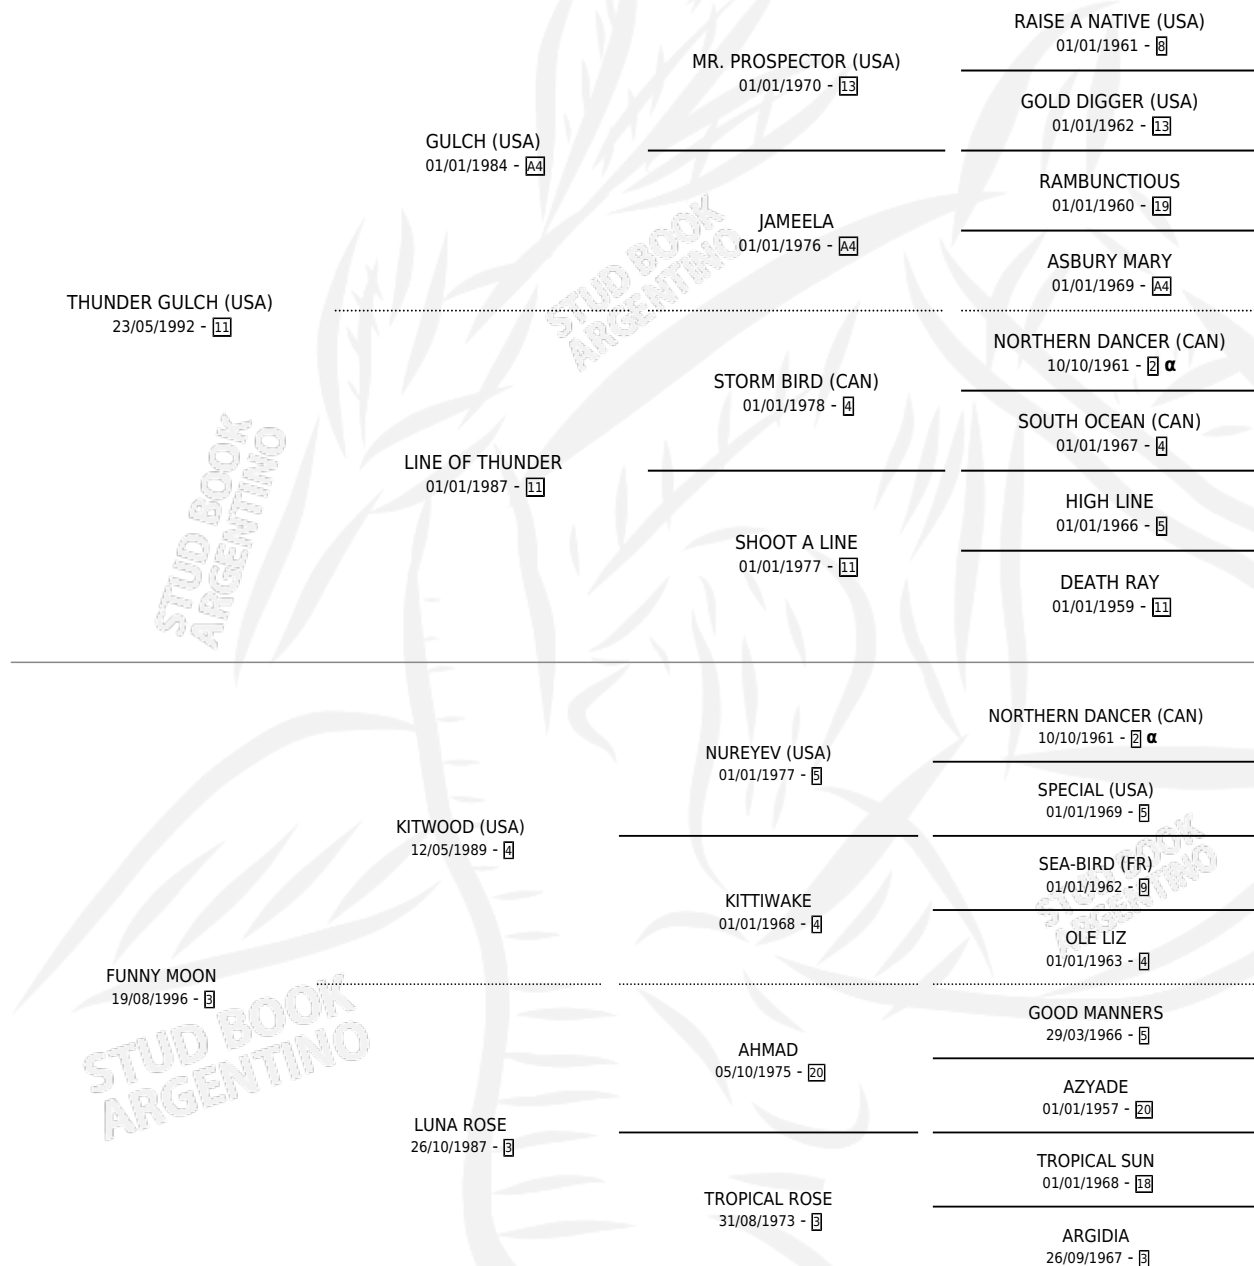 RAISE A NATIVE (USA)
01/01/1961 - 8
MR. PROSPECTOR (USA)
01/01/1970 - 13
GOLD DIGGER (USA)
01/01/1962 - 13
GULCH (USA)
01/01/1984 - A4
RAMBUNCTIOUS
01/01/1960 - 19
JAMEELA
01/01/1976 - A4
ASBURY MARY
01/01/1969 - A4
THUNDER GULCH (USA)
23/05/1992 - 11
NORTHERN DANCER (CAN)
10/10/1961 - 2 α
STORM BIRD (CAN)
01/01/1978 - 4
SOUTH OCEAN (CAN)
01/01/1967 - 4
LINE OF THUNDER
01/01/1987 - 11
HIGH LINE
01/01/1966 - 5
SHOOT A LINE
01/01/1977 - 11
DEATH RAY
01/01/1959 - 11
NORTHERN DANCER (CAN)
10/10/1961 - 2 α
NUREYEV (USA)
01/01/1977 - 5
SPECIAL (USA)
01/01/1969 - 5
KITWOOD (USA)
12/05/1989 - 4
SEA-BIRD (FR)
01/01/1962 - 9
KITTIWAKE
01/01/1968 - 4
OLE LIZ
01/01/1963 - 4
FUNNY MOON
19/08/1996 - 3
GOOD MANNERS
29/03/1966 - 5
AHMAD
05/10/1975 - 20
AZYADE
01/01/1957 - 20
LUNA ROSE
26/10/1987 - 3
TROPICAL SUN
01/01/1968 - 18
TROPICAL ROSE
31/08/1973 - 3
ARGIDIA
26/09/1967 - 3
STUD BOOK
ARGENTINO
STUD BOOK
ARGENTINO
STUD BOOK
ARGENTINO
STUD BOOK
ARGENTINO